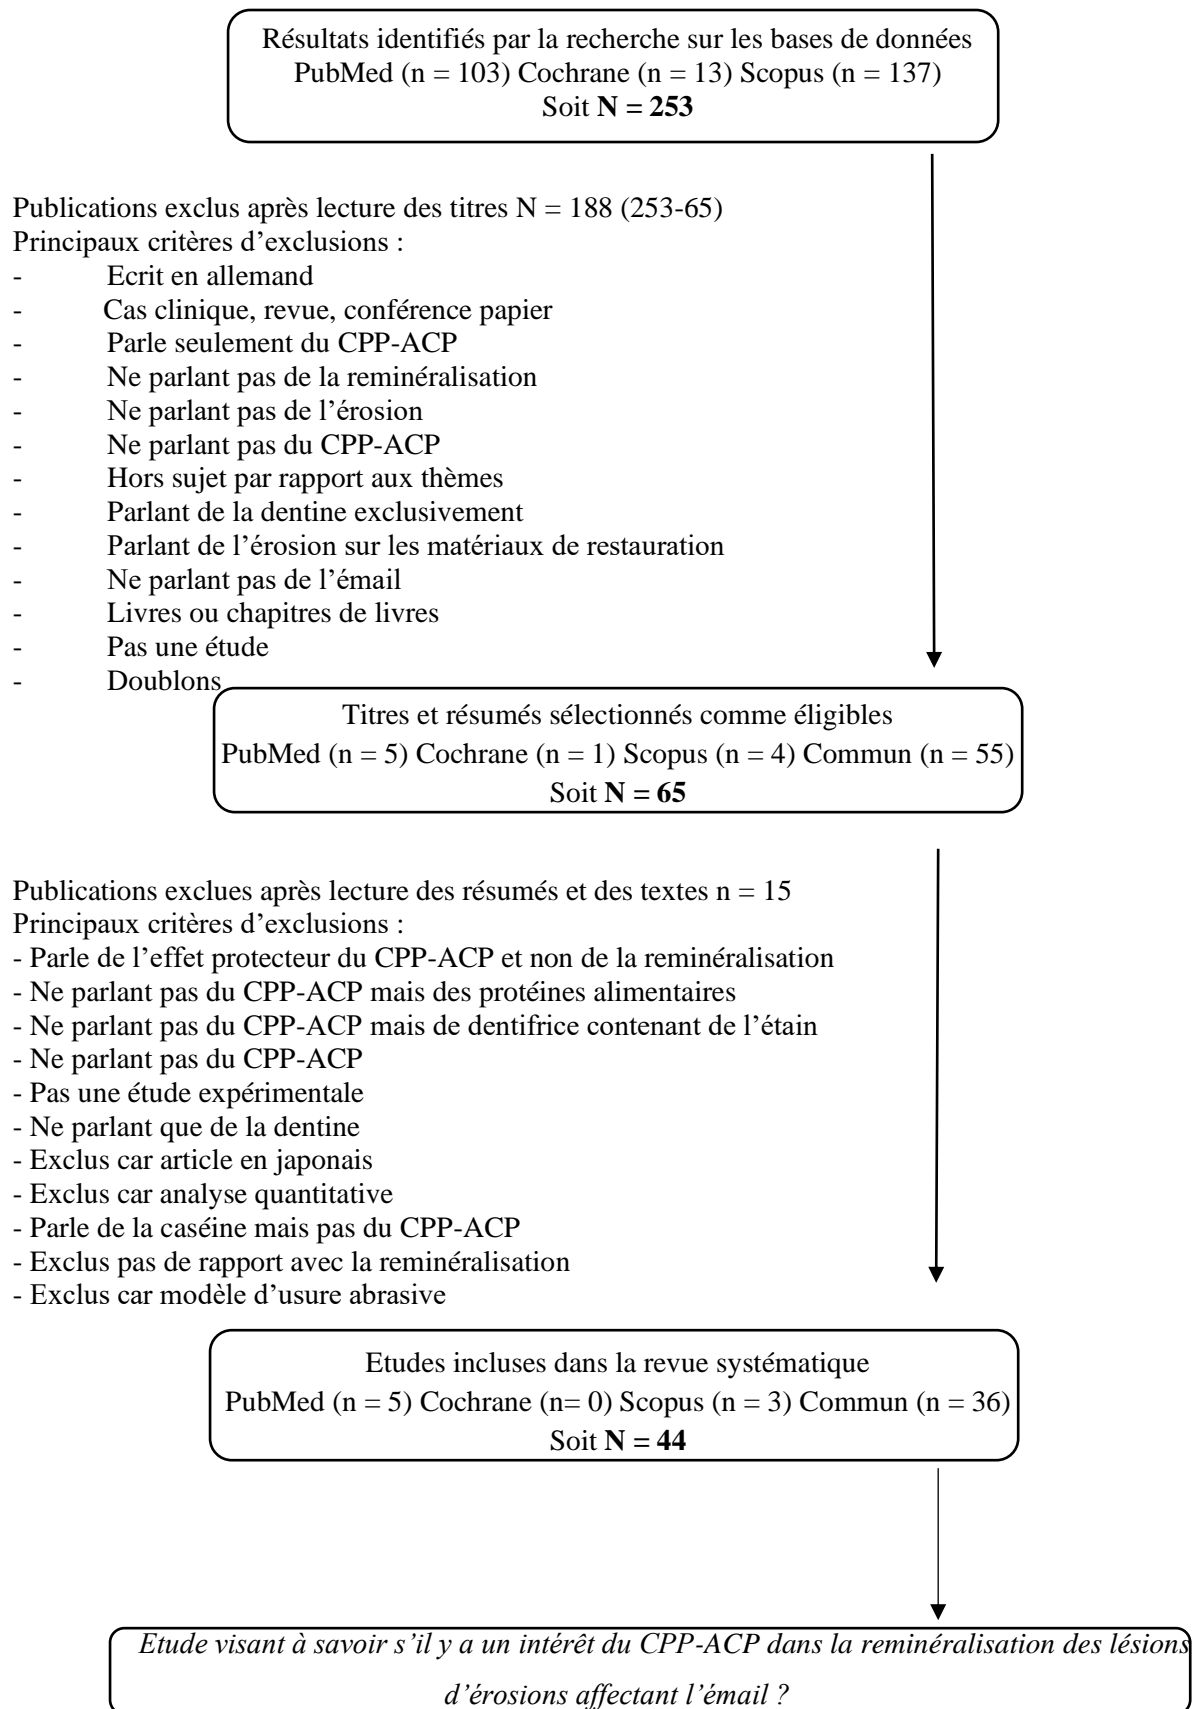 Résultats identifiés par la recherche sur les bases de données
PubMed (n = 103) Cochrane (n = 13) Scopus (n = 137)
Soit N = 253
Publications exclus après lecture des titres N = 188 (253-65)
Principaux critères d’exclusions :
- Ecrit en allemand
- Cas clinique, revue, conférence papier
- Parle seulement du CPP-ACP
- Ne parlant pas de la reminéralisation
- Ne parlant pas de l’érosion
- Ne parlant pas du CPP-ACP
- Hors sujet par rapport aux thèmes
- Parlant de la dentine exclusivement
- Parlant de l’érosion sur les matériaux de restauration
- Ne parlant pas de l’émail
- Livres ou chapitres de livres
- Pas une étude
- Doublons
Titres et résumés sélectionnés comme éligibles
PubMed (n = 5) Cochrane (n = 1) Scopus (n = 4) Commun (n = 55)
Soit N = 65
Publications exclues après lecture des résumés et des textes n = 15
Principaux critères d’exclusions :
- Parle de l’effet protecteur du CPP-ACP et non de la reminéralisation
- Ne parlant pas du CPP-ACP mais des protéines alimentaires
- Ne parlant pas du CPP-ACP mais de dentifrice contenant de l’étain
- Ne parlant pas du CPP-ACP
- Pas une étude expérimentale
- Ne parlant que de la dentine
- Exclus car article en japonais
- Exclus car analyse quantitative
- Parle de la caséine mais pas du CPP-ACP
- Exclus pas de rapport avec la reminéralisation
- Exclus car modèle d’usure abrasive
Etudes incluses dans la revue systématique
PubMed (n = 5) Cochrane (n= 0) Scopus (n = 3) Commun (n = 36)
Soit N = 44
Etude visant à savoir s’il y a un intérêt du CPP-ACP dans la reminéralisation des lésions
d’érosions affectant l’émail ?